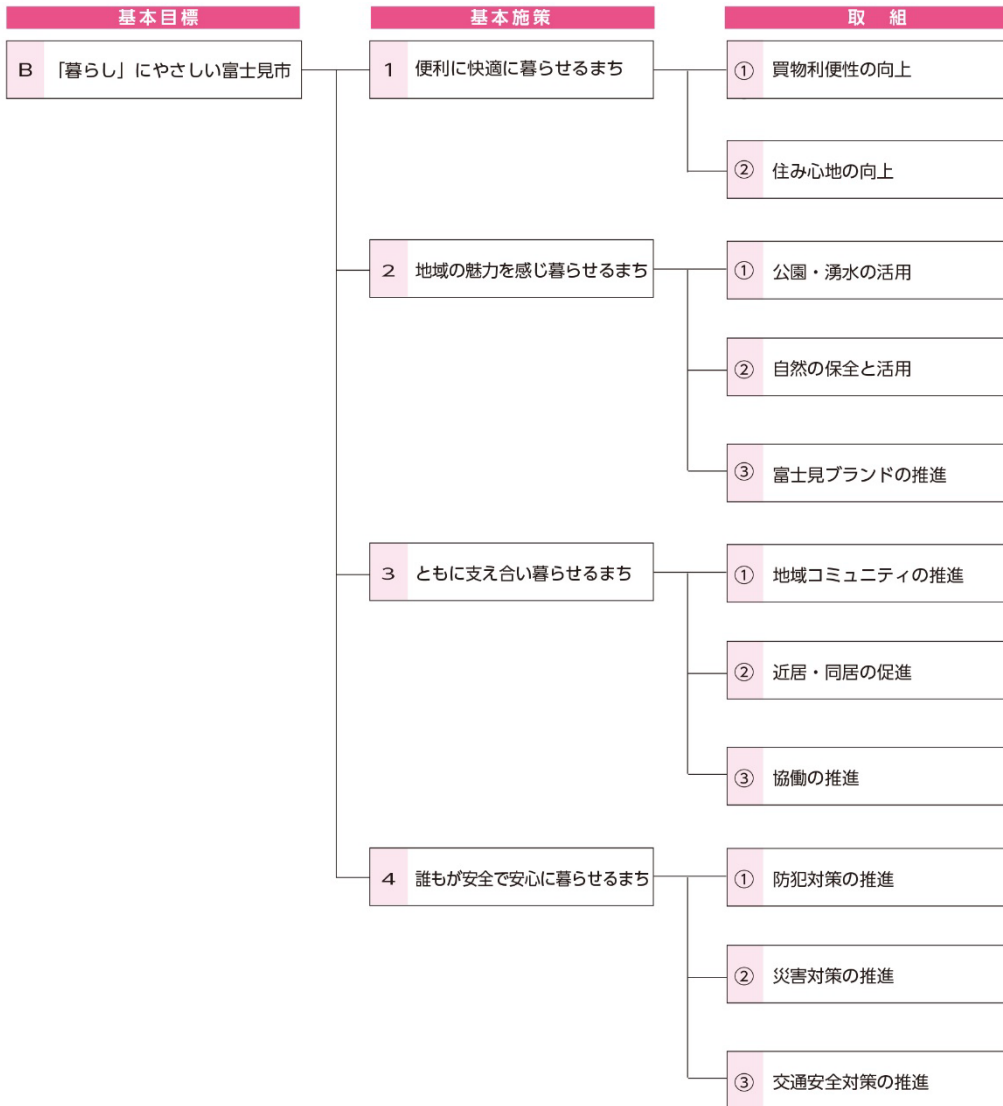 基本目標 基本施策 取 組
B 「暮らし」にやさしい富士見市
1 便利に快適に暮らせるまち
① 買物利便性の向上
② 住み心地の向上
2 地域の魅力を感じ暮らせるまち
① 公園・湧水の活用
② 自然の保全と活用
③ 富士見ブランドの推進
3 ともに支え合い暮らせるまち
① 地域コミュニティの推進
② 近居・同居の促進
③ 協働の推進
4 誰もが安全で安心に暮らせるまち
① 防犯対策の推進
② 災害対策の推進
③ 交通安全対策の推進